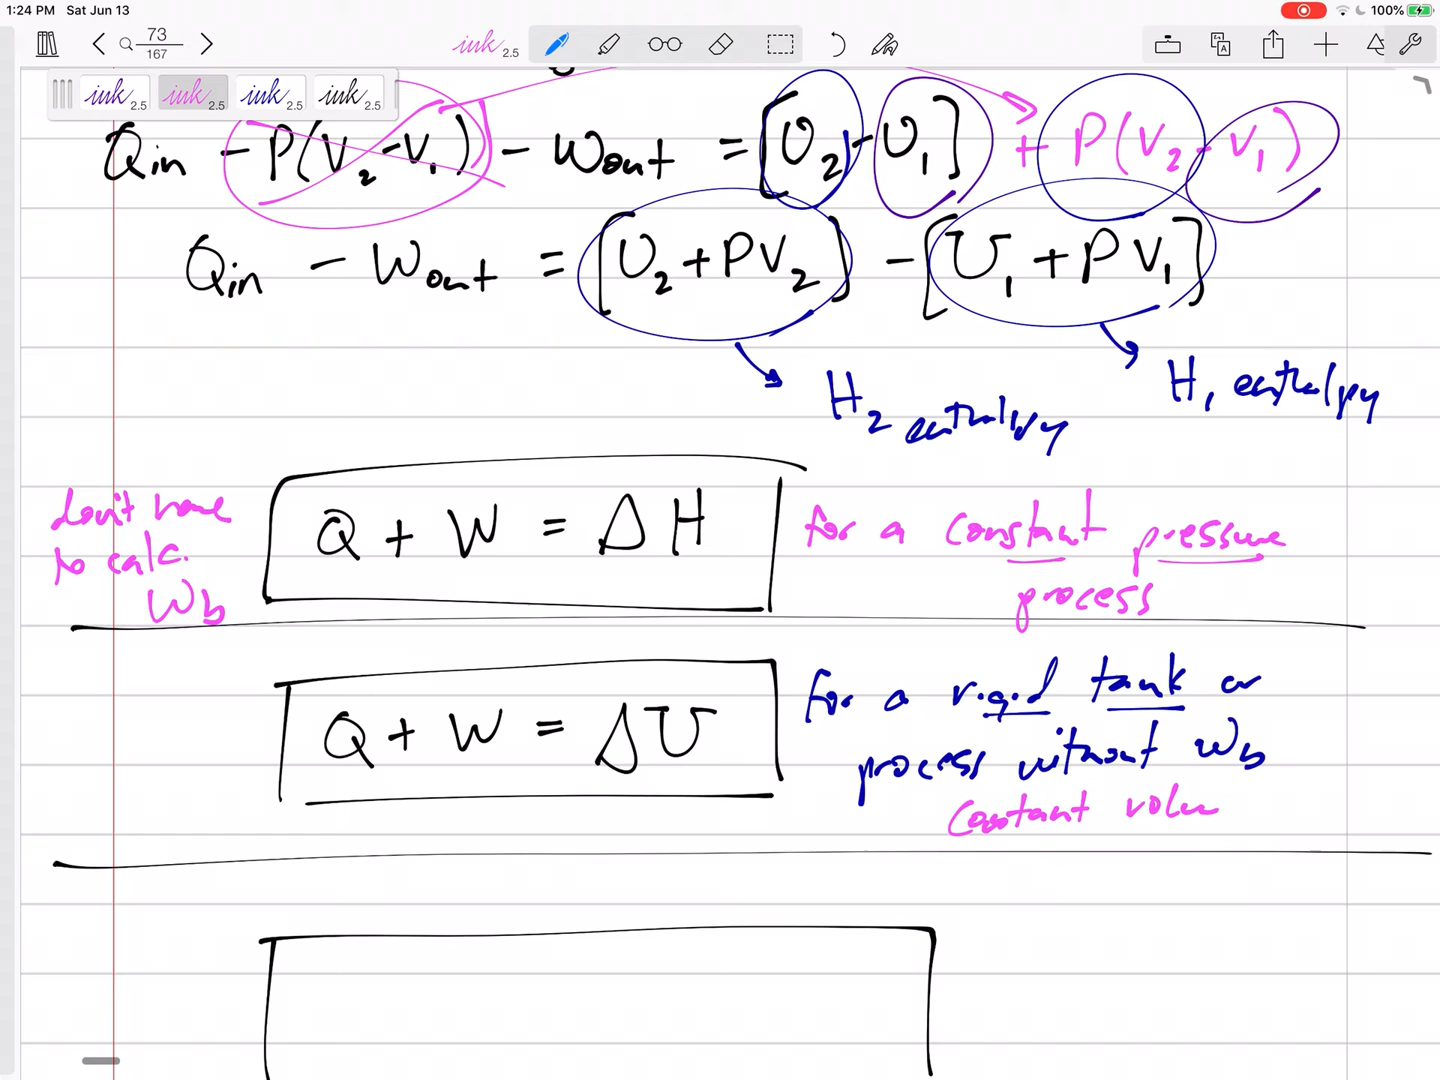 1:24 PM Sat Jun 13
100%
73
167
ink 2.5
ink 2.5
ink 2.5
ink 2.5
ink 2.5
Qin - P(V2 - V1) - Wout = [U2 - U1] + P(V2 - V1)
Qin - Wout = [U2 + PV2] - [U1 + PV1]
H2 enthalpy
H1 enthalpy
don't have
to calc.
Wb
Q + W = ΔH
for a constant pressure
process
Q + W = ΔU
for a rigid tank or
process without Wb